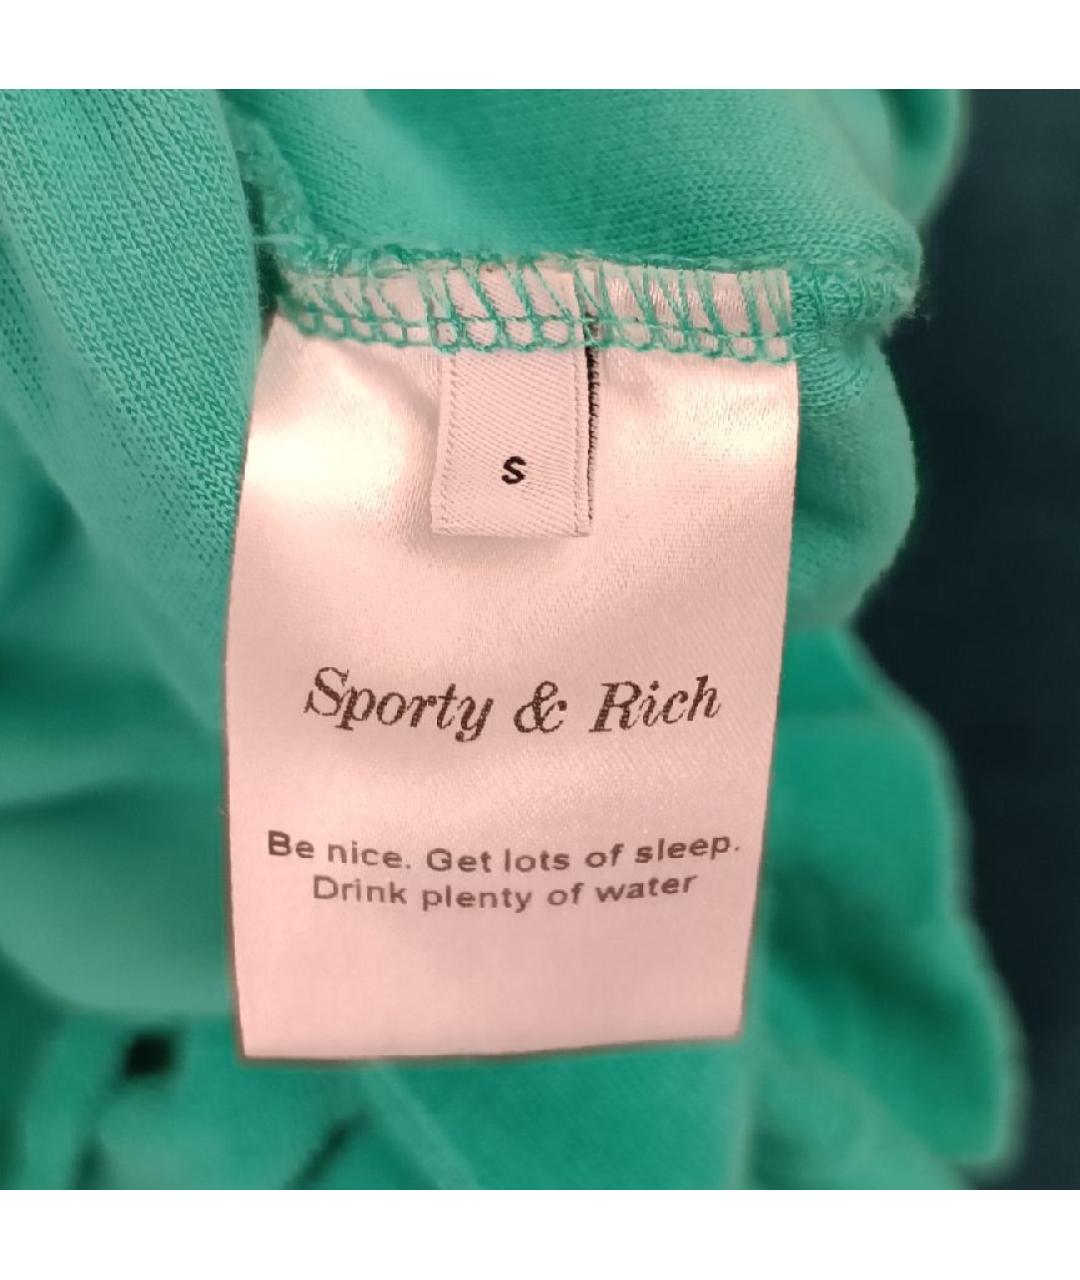 S
Sporty & Rich
Be nice. Get lots of sleep.
Drink plenty of water